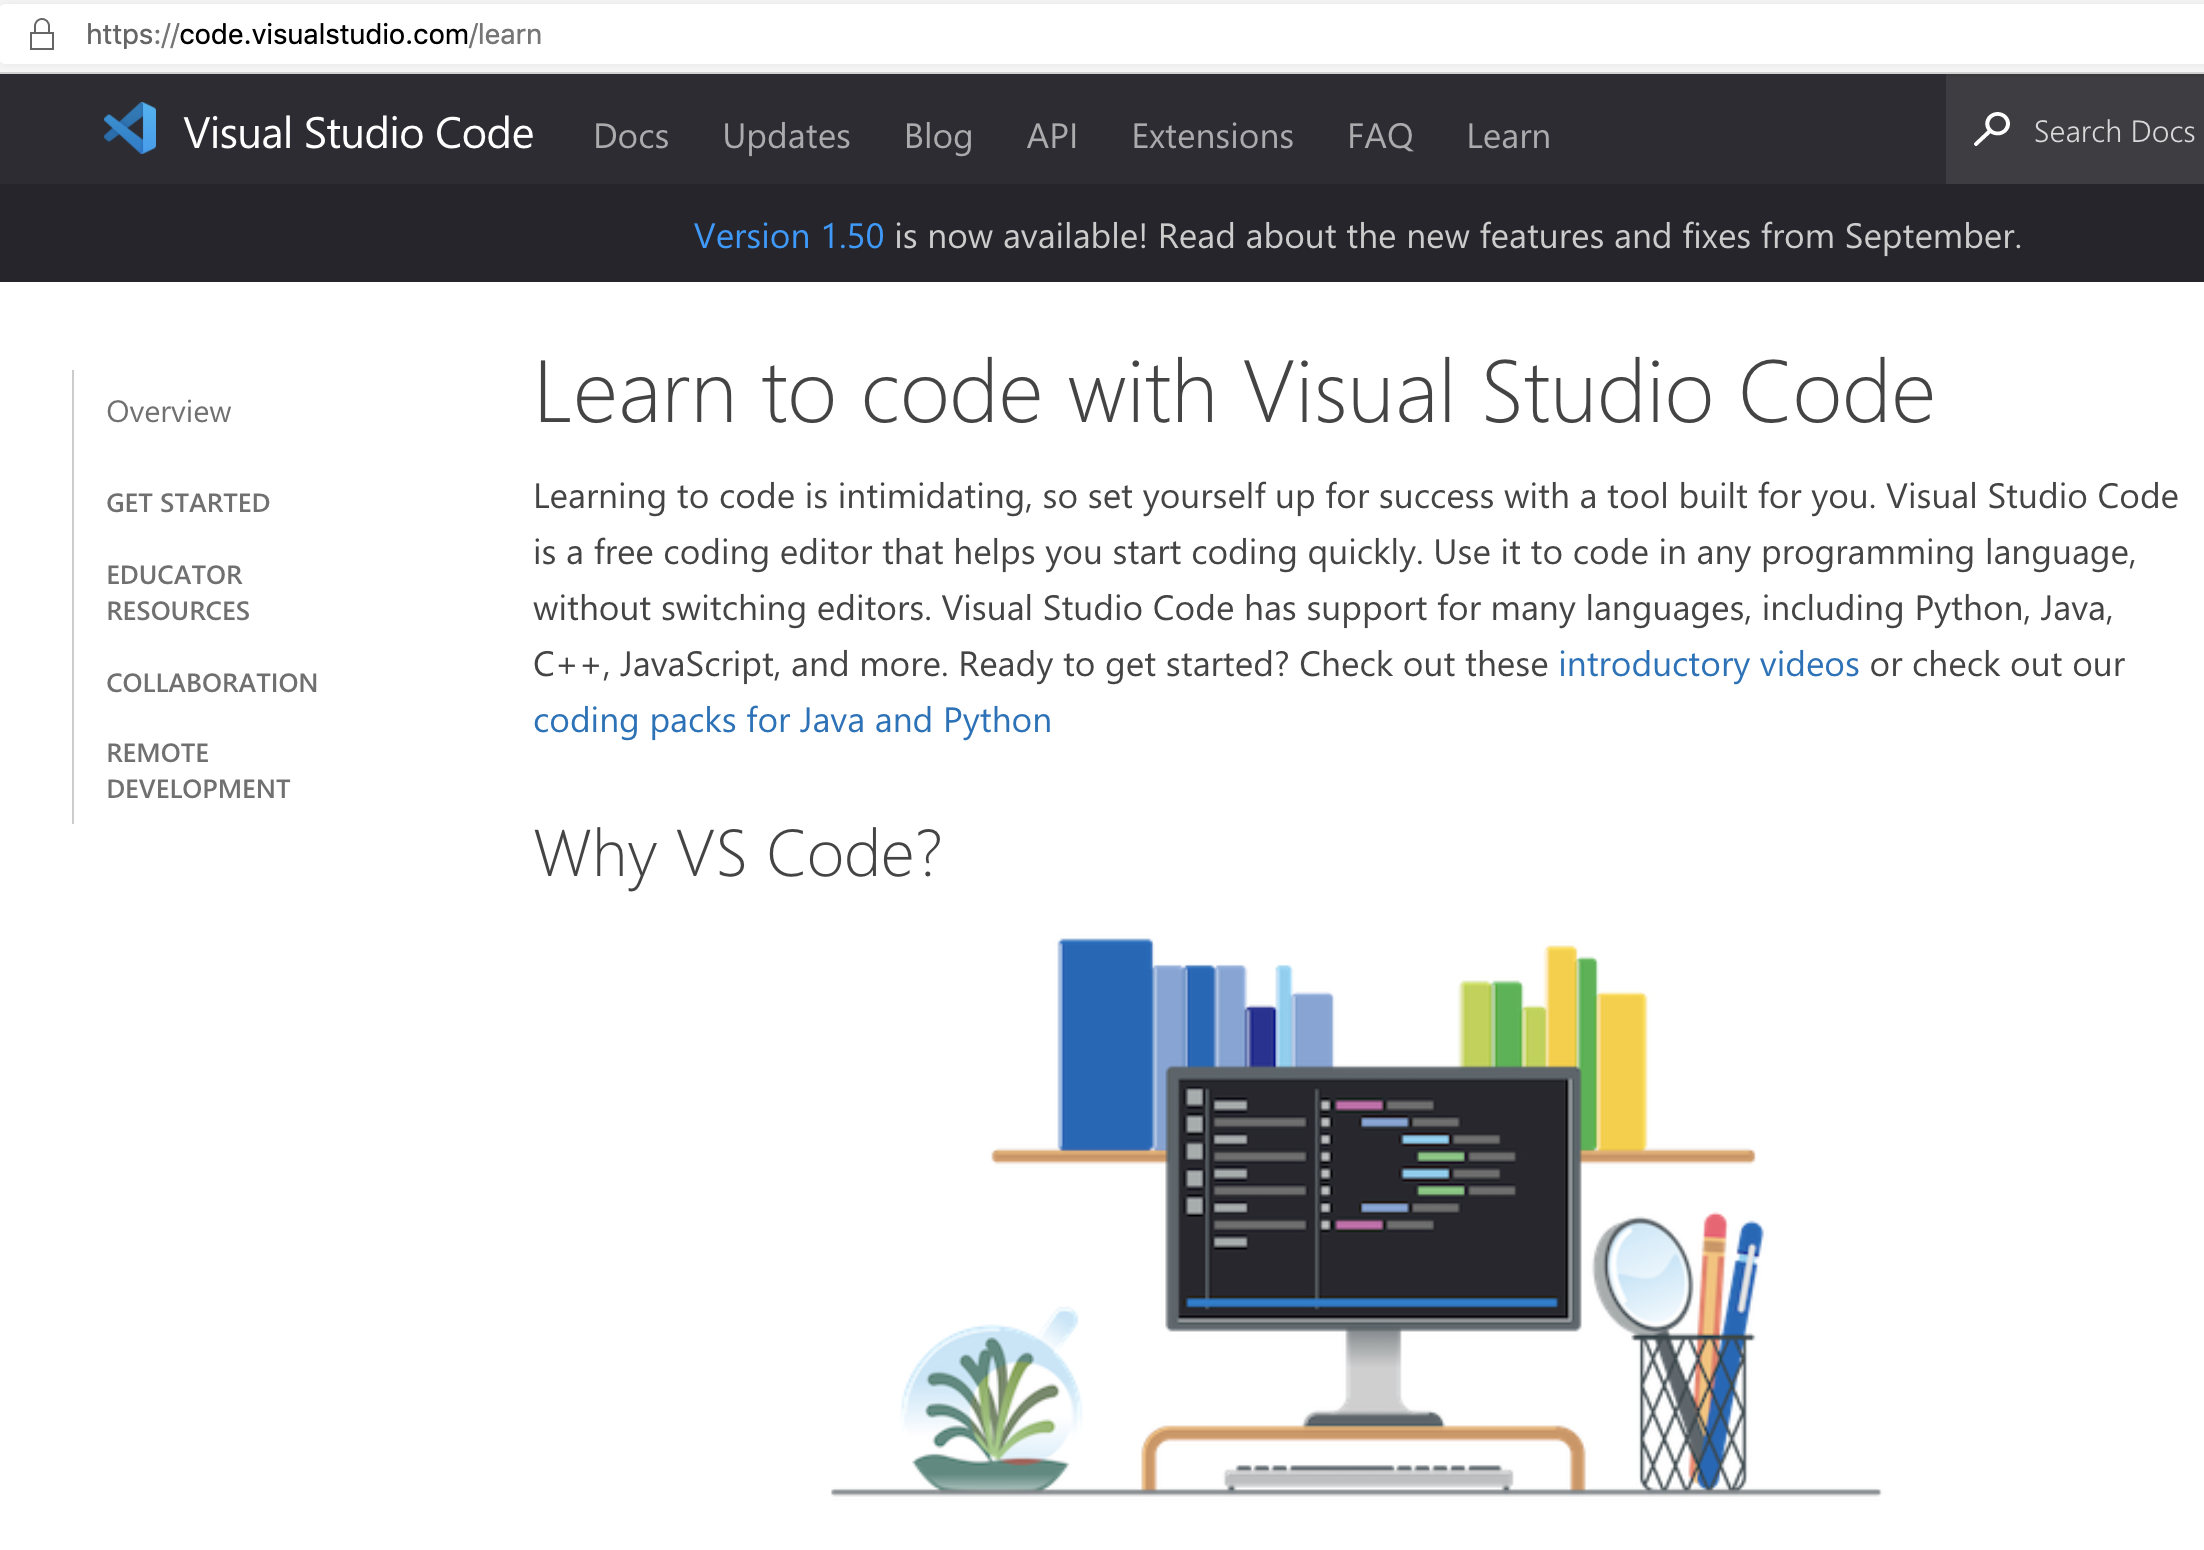 https://code.visualstudio.com/learn
Visual Studio Code Docs Updates Blog API Extensions FAQ Learn Search Docs
Version 1.50 is now available! Read about the new features and fixes from September.
Overview
GET STARTED
EDUCATOR
RESOURCES
COLLABORATION
REMOTE
DEVELOPMENT
Learn to code with Visual Studio Code
Learning to code is intimidating, so set yourself up for success with a tool built for you. Visual Studio Code
is a free coding editor that helps you start coding quickly. Use it to code in any programming language,
without switching editors. Visual Studio Code has support for many languages, including Python, Java,
C++, JavaScript, and more. Ready to get started? Check out these introductory videos or check out our
coding packs for Java and Python
Why VS Code?